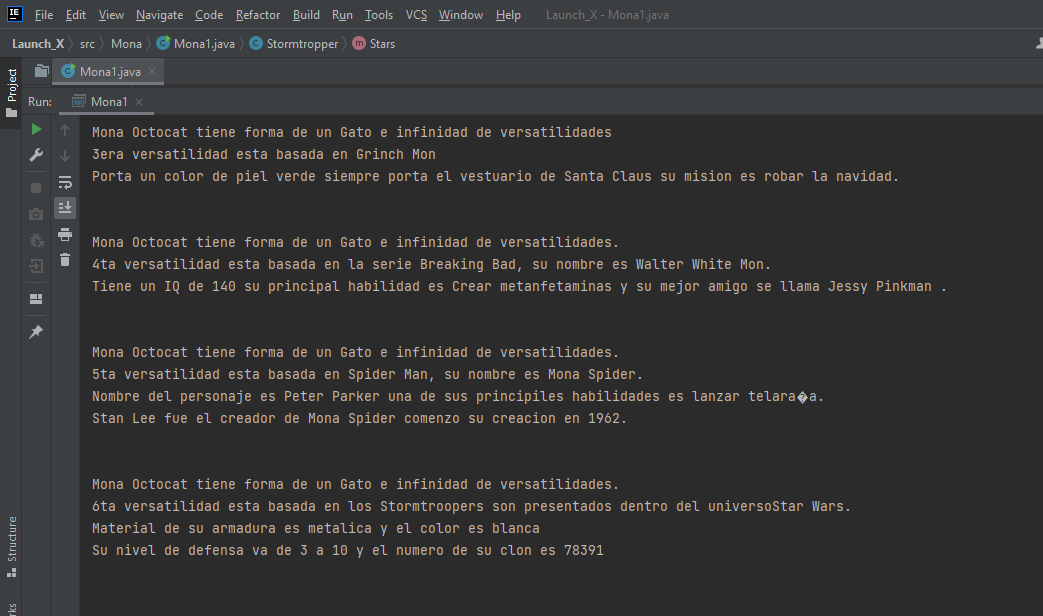 IE File Edit View Navigate Code Refactor Build Run Tools VCS Window Help Launch_X - Mona1.java
Launch_X src Mona Mona1.java Stormtropper Stars
Project
Mona1.java
Run: Mona1
Mona Octocat tiene forma de un Gato e infinidad de versatilidades
3era versatilidad esta basada en Grinch Mon
Porta un color de piel verde siempre porta el vestuario de Santa Claus su mision es robar la navidad.
Mona Octocat tiene forma de un Gato e infinidad de versatilidades.
4ta versatilidad esta basada en la serie Breaking Bad, su nombre es Walter White Mon.
Tiene un IQ de 140 su principal habilidad es Crear metanfetaminas y su mejor amigo se llama Jessy Pinkman .
Mona Octocat tiene forma de un Gato e infinidad de versatilidades.
5ta versatilidad esta basada en Spider Man, su nombre es Mona Spider.
Nombre del personaje es Peter Parker una de sus principiles habilidades es lanzar telara�a.
Stan Lee fue el creador de Mona Spider comenzo su creacion en 1962.
Mona Octocat tiene forma de un Gato e infinidad de versatilidades.
6ta versatilidad esta basada en los Stormtroopers son presentados dentro del universoStar Wars.
Material de su armadura es metalica y el color es blanca
Su nivel de defensa va de 3 a 10 y el numero de su clon es 78391
Structure